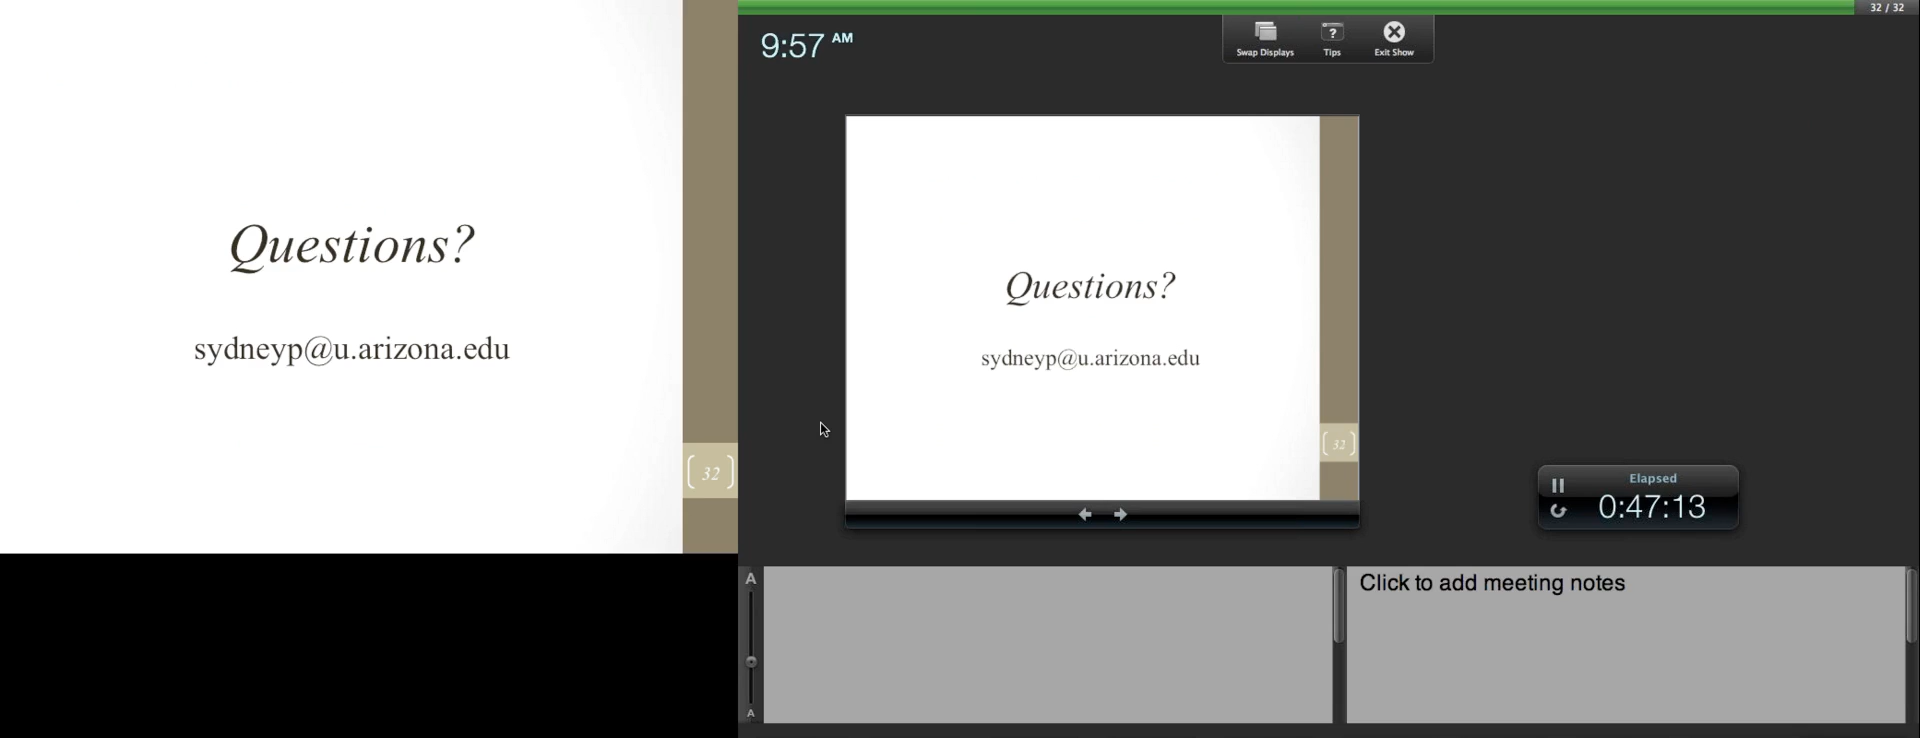 Questions?
sydneyp@u.arizona.edu
32
32 / 32
9:57 AM
Swap Displays
Tips
Exit Show
Questions?
sydneyp@u.arizona.edu
32
Elapsed
0:47:13
A
A
Click to add meeting notes